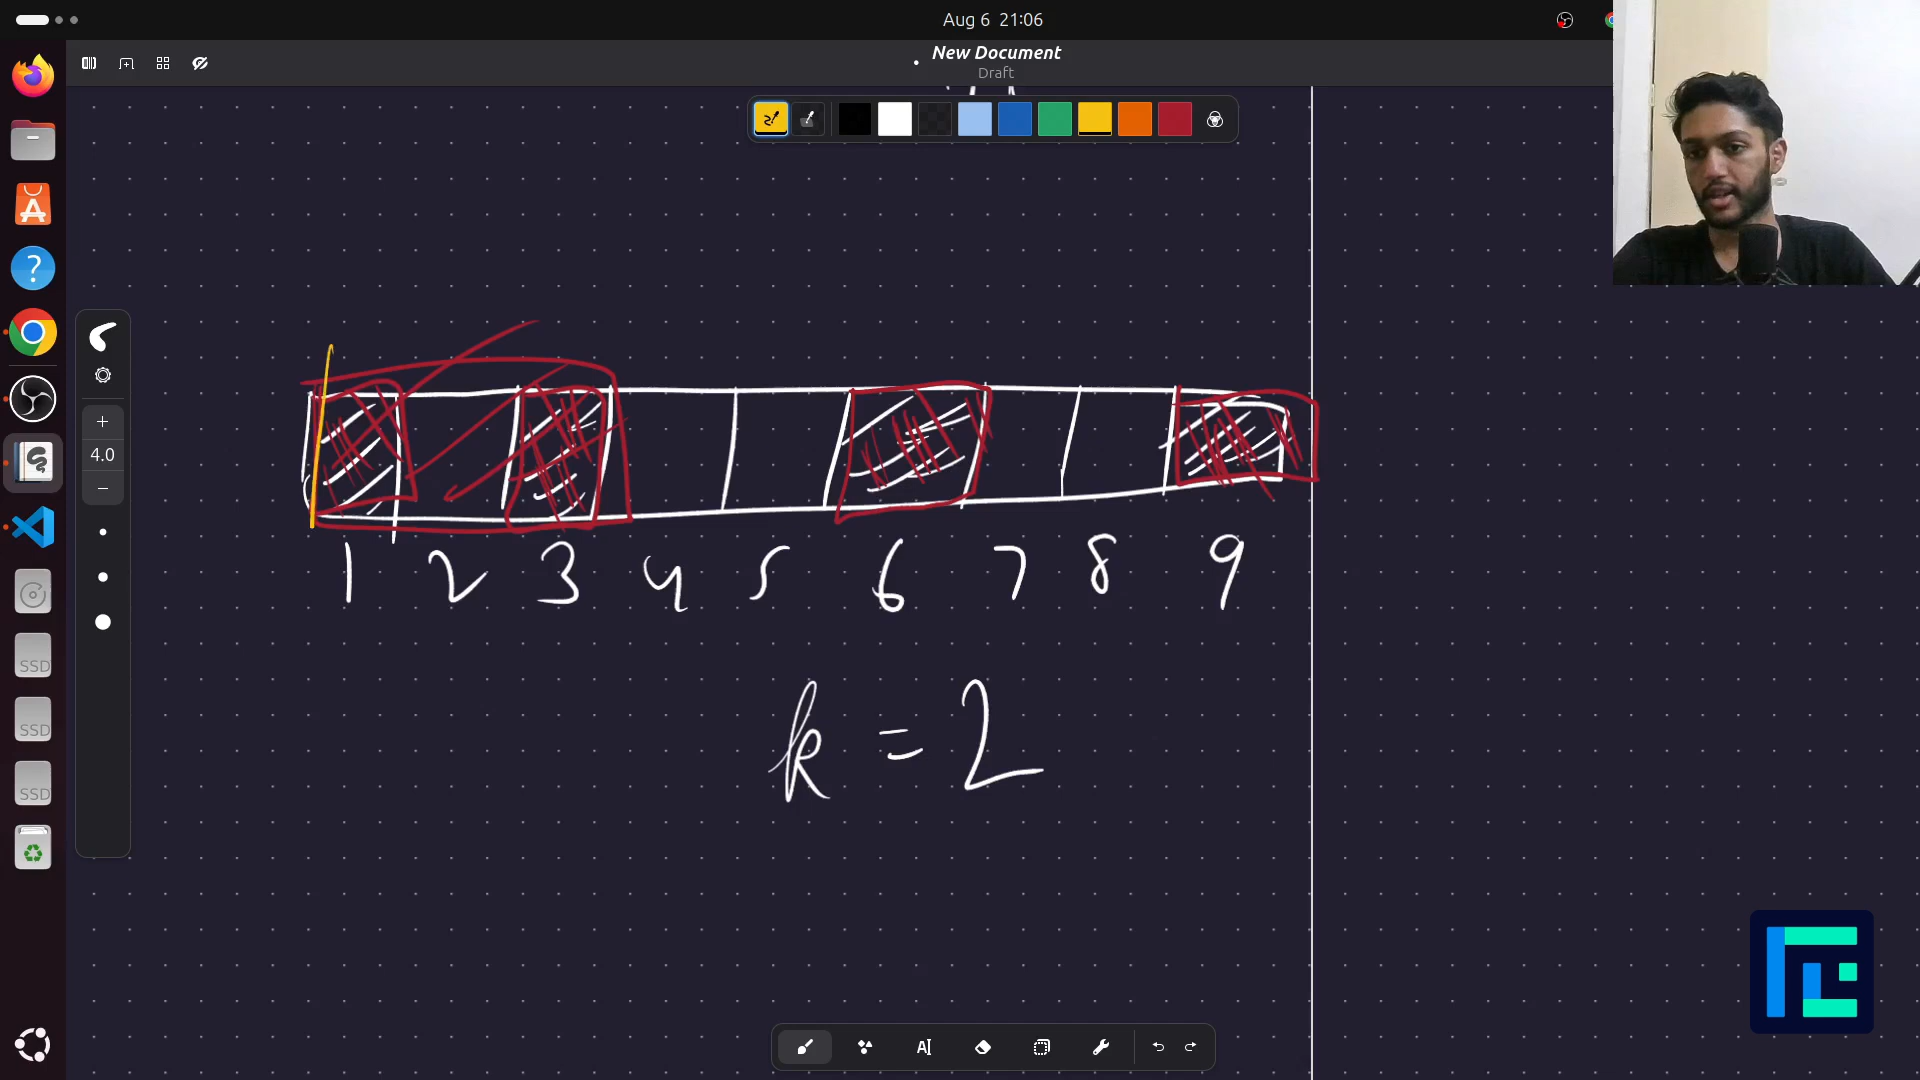 Aug 6 21:06
New Document
Draft
4.0
1 2 3 4 5 6 7 8 9
k = 2
SSD
SSD
SSD